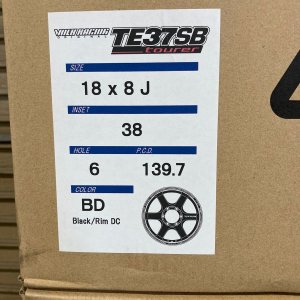 VOLK RACING TE37SB
tourer
SIZE
18 x 8 J
INSET
38
HOLE P.C.D.
6 139.7
COLOR
BD
Black/Rim DC